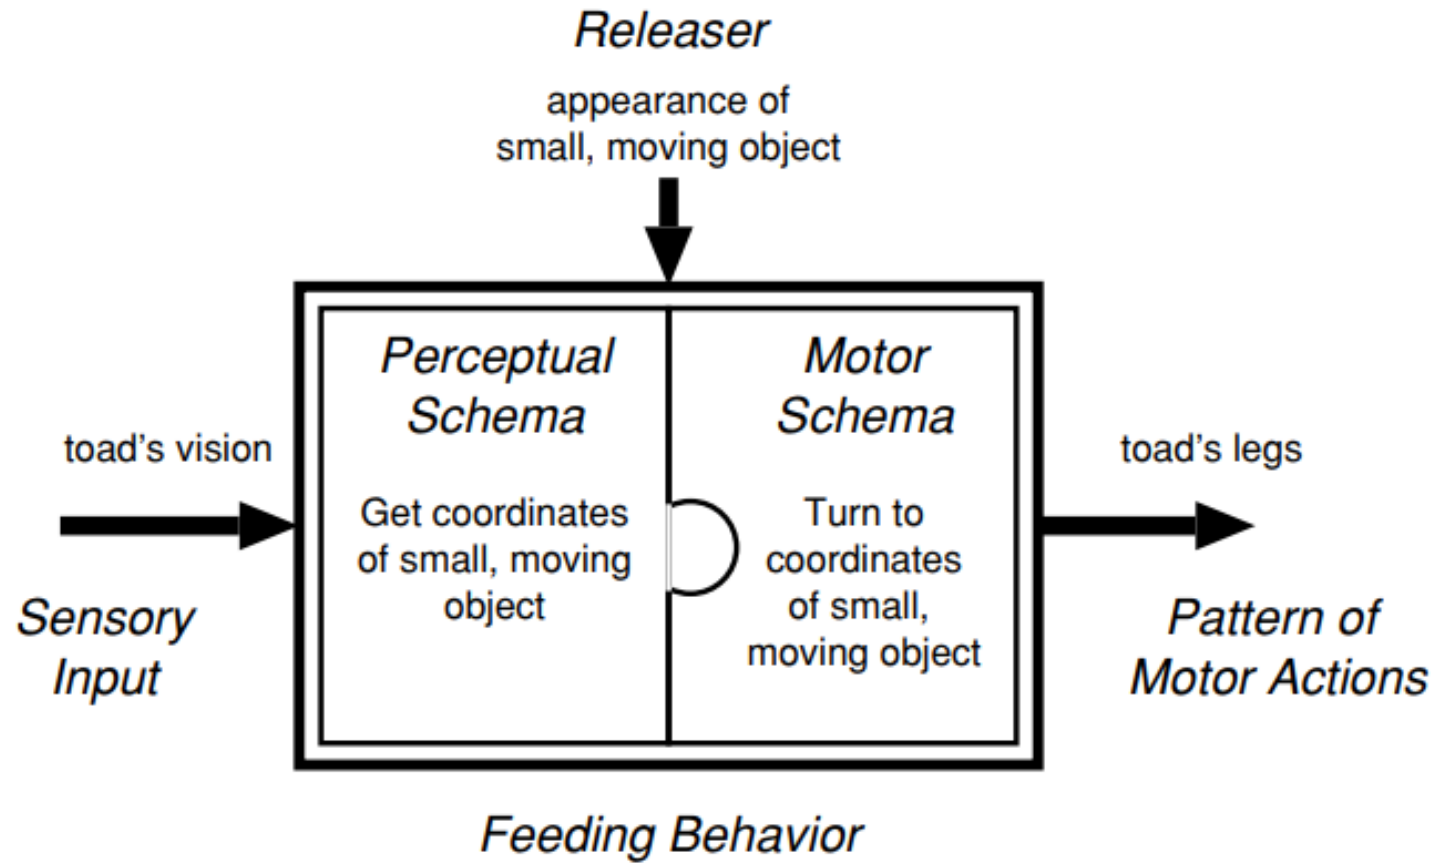 Releaser
appearance of
small, moving object
Perceptual
Schema
Motor
Schema
toad's vision
toad's legs
Get coordinates
of small, moving
object
Turn to
coordinates
of small,
moving object
Sensory
Input
Pattern of
Motor Actions
Feeding Behavior